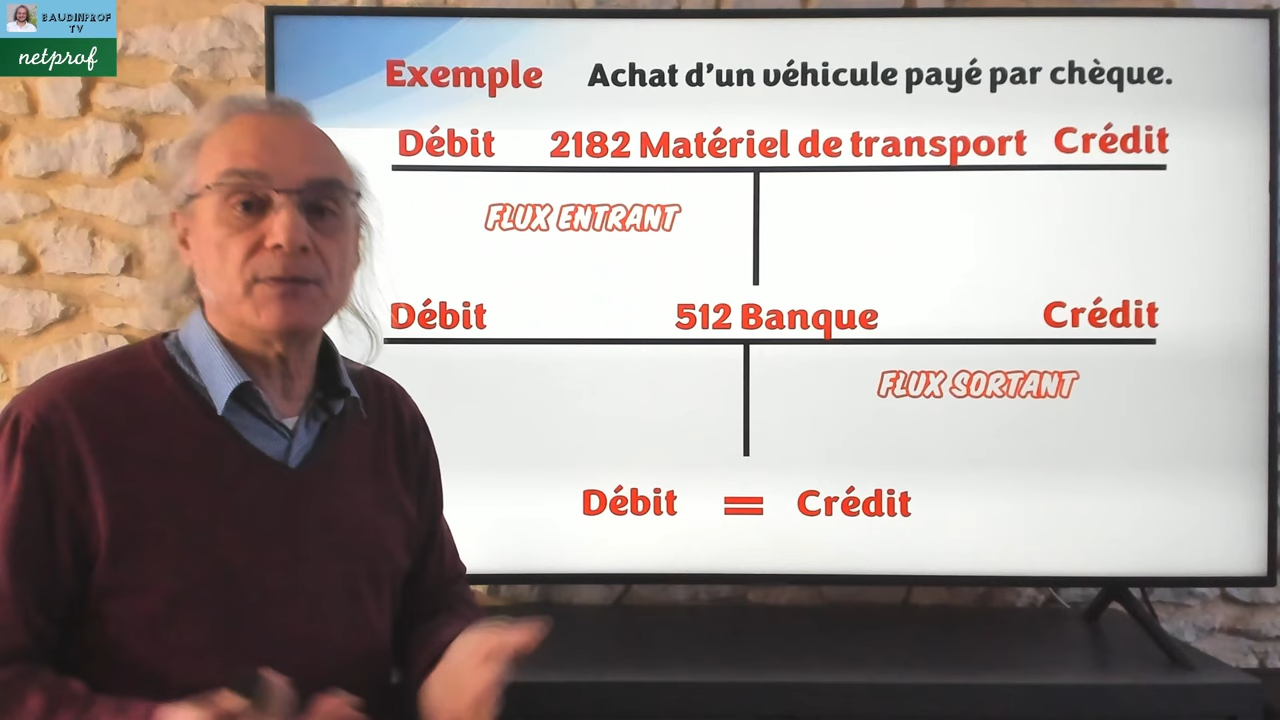 BAUDINPROF
TV
netprof
Exemple Achat d'un véhicule payé par chèque.
Débit 2182 Matériel de transport Crédit
FLUX ENTRANT
Débit 512 Banque Crédit
FLUX SORTANT
Débit = Crédit